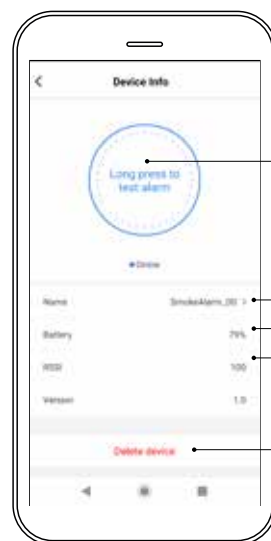 Device Info
Long press to
test alarm
Online
Name SmokeAlarm_00
Battery 79%
RSSI 100
Version 1.0
Delete device